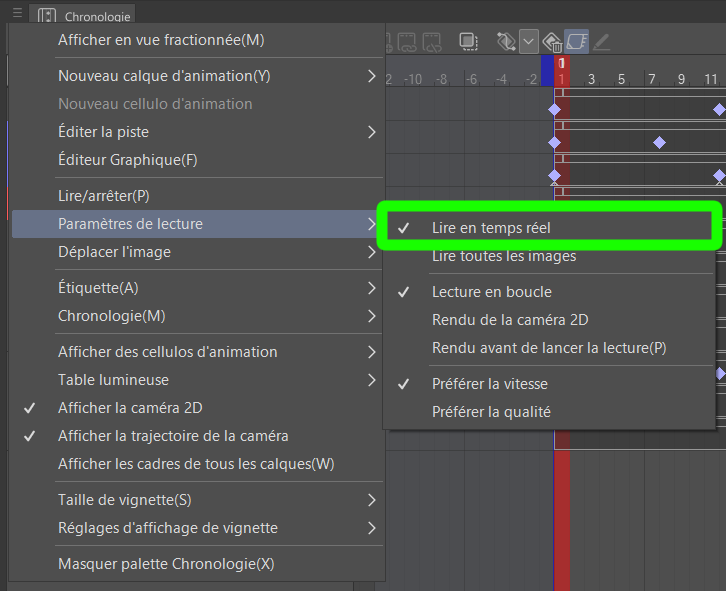 Chronologie
Afficher en vue fractionnée(M)
Nouveau calque d'animation(Y)
Nouveau cellulo d'animation
Éditer la piste
Éditeur Graphique(F)
Lire/arrêter(P)
Paramètres de lecture
Déplacer l'image
Étiquette(A)
Chronologie(M)
Afficher des cellulos d'animation
Table lumineuse
Afficher la caméra 2D
Afficher la trajectoire de la caméra
Afficher les cadres de tous les calques(W)
Taille de vignette(S)
Réglages d'affichage de vignette
Masquer palette Chronologie(X)
2 -10 -8 -6 -4 -2 1 3 5 7 9 11
Lire en temps réel
Lire toutes les images
Lecture en boucle
Rendu de la caméra 2D
Rendu avant de lancer la lecture(P)
Préférer la vitesse
Préférer la qualité